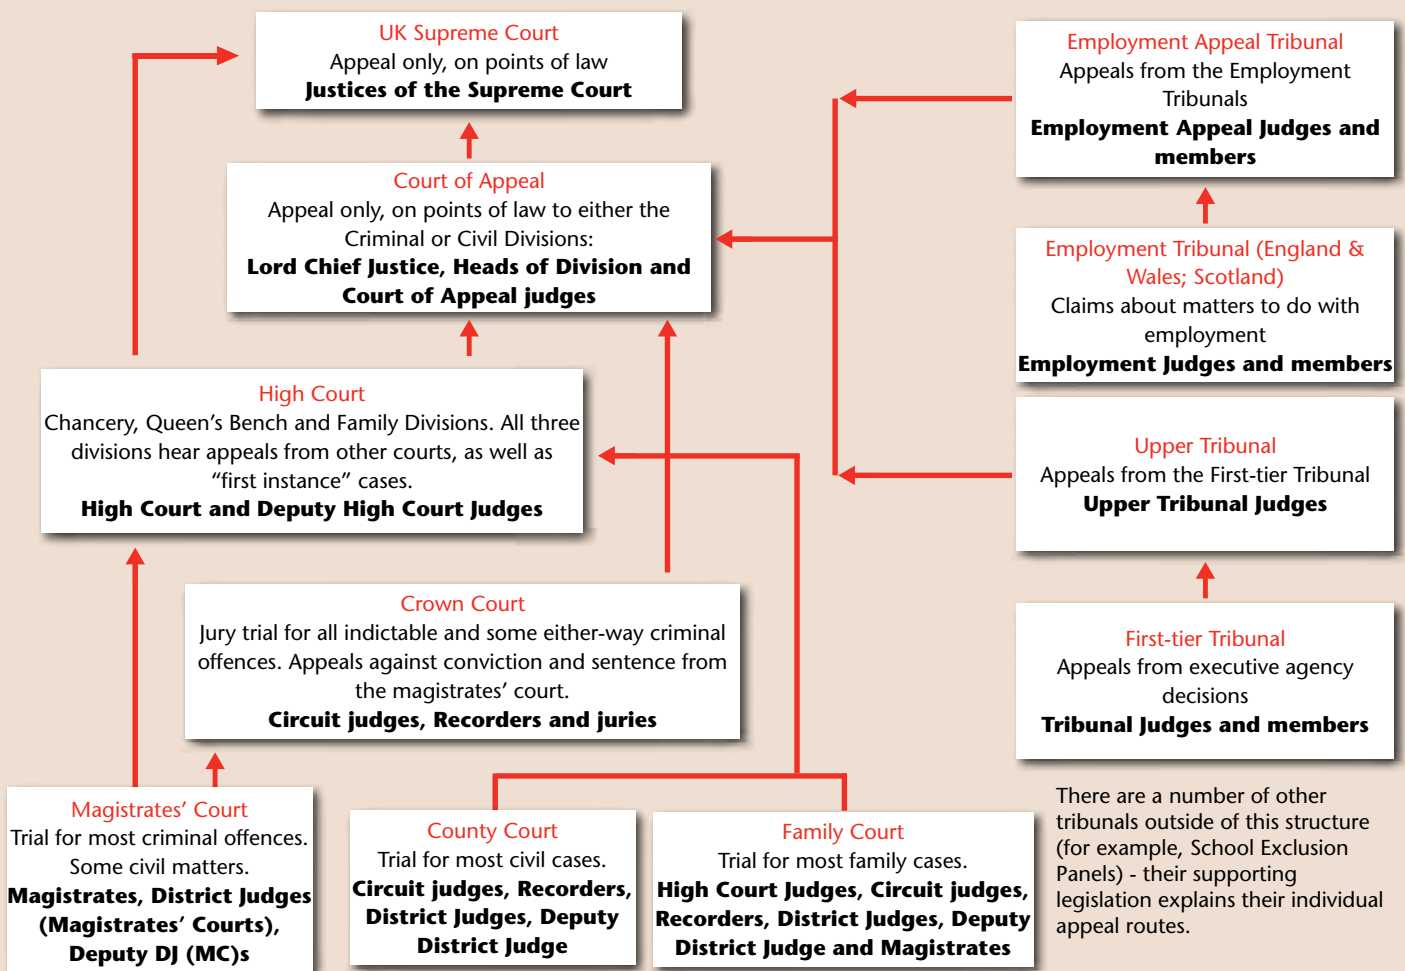 UK Supreme Court
Appeal only, on points of law
Justices of the Supreme Court
Court of Appeal
Appeal only, on points of law to either the
Criminal or Civil Divisions:
Lord Chief Justice, Heads of Division and
Court of Appeal judges
High Court
Chancery, Queen’s Bench and Family Divisions. All three
divisions hear appeals from other courts, as well as
“first instance” cases.
High Court and Deputy High Court Judges
Crown Court
Jury trial for all indictable and some either-way criminal
offences. Appeals against conviction and sentence from
the magistrates’ court.
Circuit judges, Recorders and juries
Magistrates’ Court
Trial for most criminal offences.
Some civil matters.
Magistrates, District Judges
(Magistrates’ Courts),
Deputy DJ (MC)s
County Court
Trial for most civil cases.
Circuit judges, Recorders,
District Judges, Deputy
District Judge
Family Court
Trial for most family cases.
High Court Judges, Circuit judges,
Recorders, District Judges, Deputy
District Judge and Magistrates
Employment Appeal Tribunal
Appeals from the Employment
Tribunals
Employment Appeal Judges and
members
Employment Tribunal (England &
Wales; Scotland)
Claims about matters to do with
employment
Employment Judges and members
Upper Tribunal
Appeals from the First-tier Tribunal
Upper Tribunal Judges
First-tier Tribunal
Appeals from executive agency
decisions
Tribunal Judges and members
There are a number of other
tribunals outside of this structure
(for example, School Exclusion
Panels) - their supporting
legislation explains their individual
appeal routes.